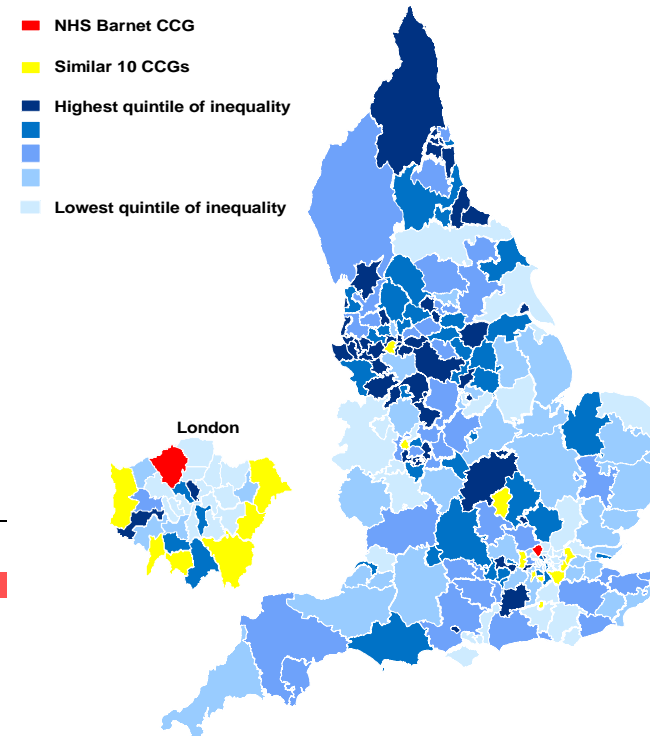 NHS Barnet CCG
Similar 10 CCGs
Highest quintile of inequality
Lowest quintile of inequality
London